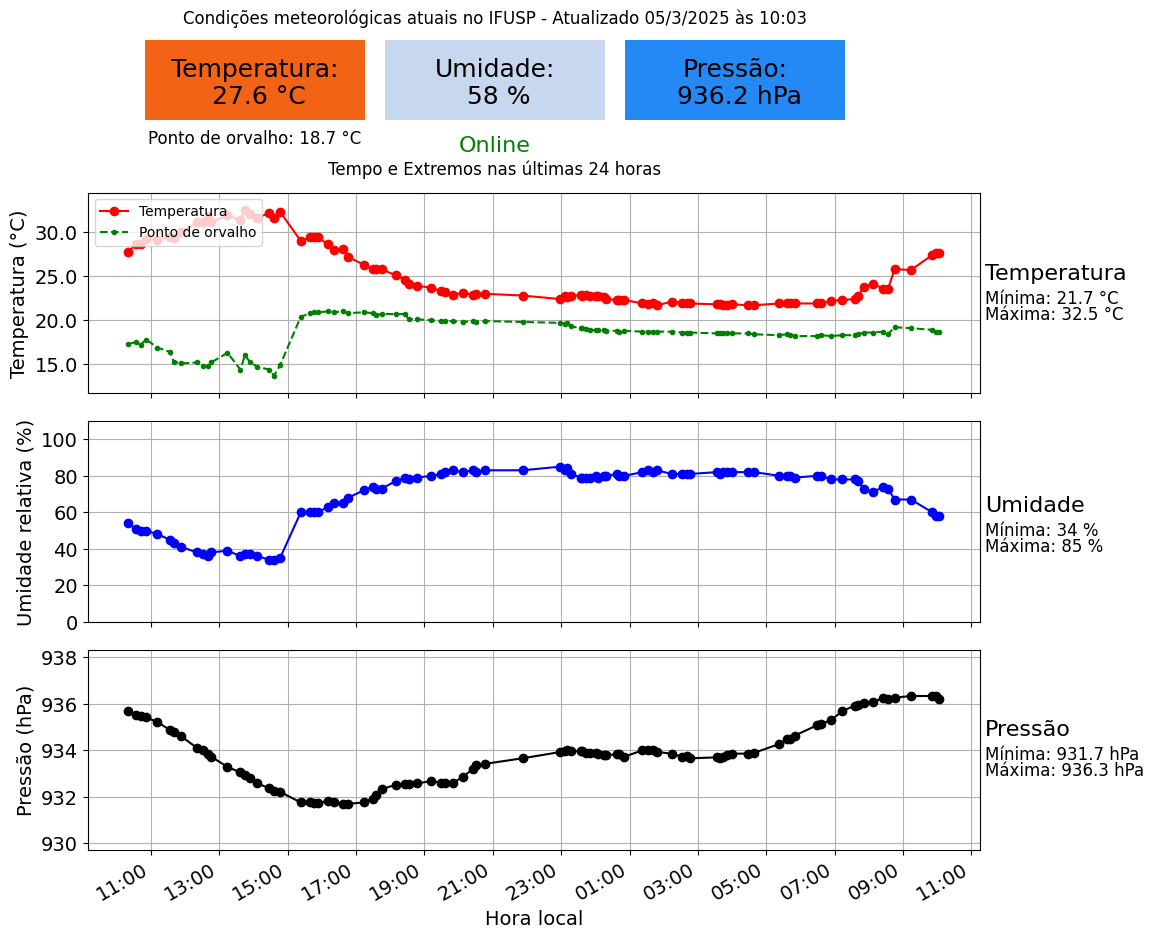 Condições meteorológicas atuais no IFUSP - Atualizado 05/3/2025 às 10:03
Temperatura:
27.6 °C
Umidade:
58 %
Pressão:
936.2 hPa
Ponto de orvalho: 18.7 °C
Online
Tempo e Extremos nas últimas 24 horas
Temperatura (°C)
30.0
25.0
20.0
15.0
Temperatura
Ponto de orvalho
Temperatura
Mínima: 21.7 °C
Máxima: 32.5 °C
Umidade relativa (%)
100
80
60
40
20
0
Umidade
Mínima: 34 %
Máxima: 85 %
Pressão (hPa)
938
936
934
932
930
Pressão
Mínima: 931.7 hPa
Máxima: 936.3 hPa
11:00 13:00 15:00 17:00 19:00 21:00 23:00 01:00 03:00 05:00 07:00 09:00 11:00
Hora local